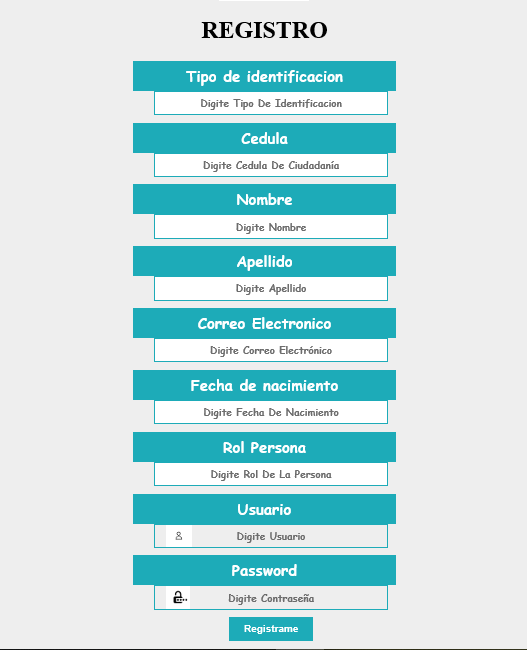 REGISTRO
Tipo de identificacion
Digite Tipo De Identificacion
Cedula
Digite Cedula De Ciudadanía
Nombre
Digite Nombre
Apellido
Digite Apellido
Correo Electronico
Digite Correo Electrónico
Fecha de nacimiento
Digite Fecha De Nacimiento
Rol Persona
Digite Rol De La Persona
Usuario
Digite Usuario
Password
Digite Contraseña
Registrame